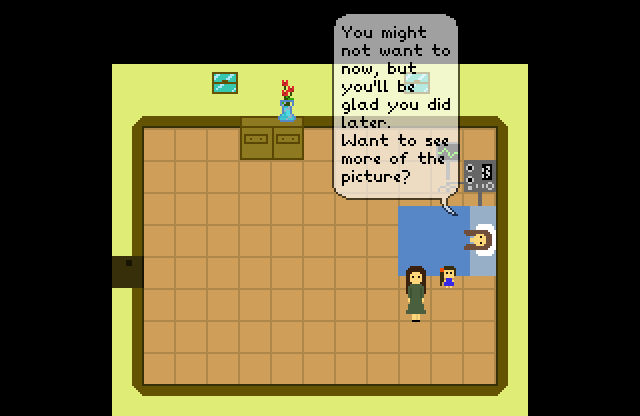 You might
not want to
now, but
you'll be
glad you did
later.
Want to see
more of the
picture?